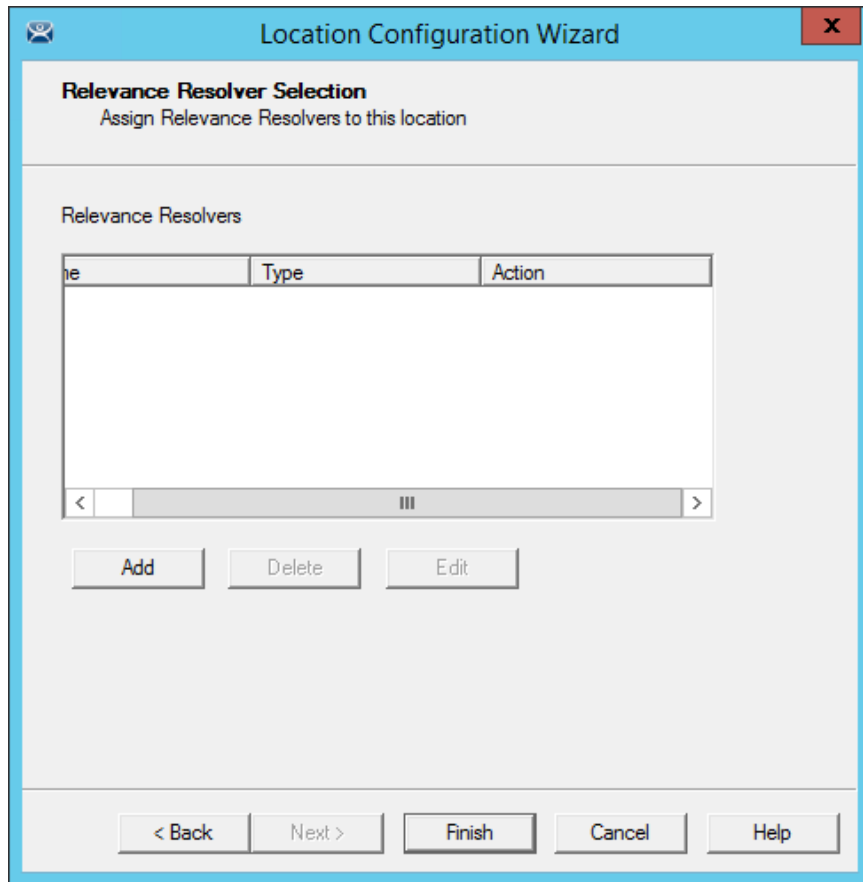 Location Configuration Wizard
x
Relevance Resolver Selection
Assign Relevance Resolvers to this location
Relevance Resolvers
ne Type Action
Add Delete Edit
< Back Next > Finish Cancel Help